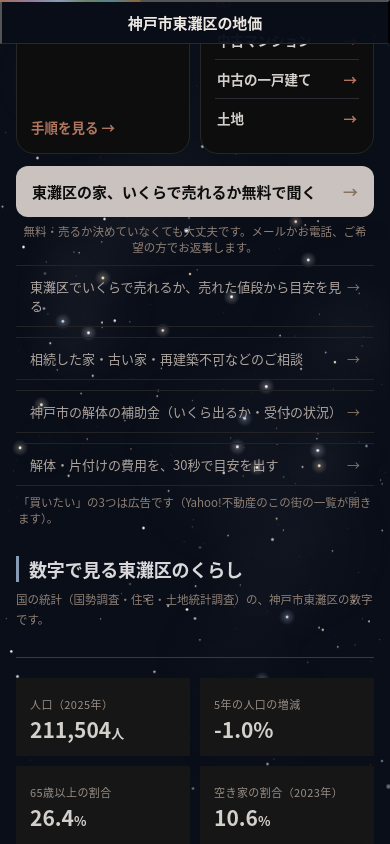 神戸市東灘区の地価
手順を見る →
中古マンション →
中古の一戸建て →
土地 →
東灘区の家、いくらで売れるか無料で聞く →
無料・売るか決めていなくても大丈夫です。メールかお電話、ご希
望の方でお返事します。
東灘区でいくらで売れるか、売れた値段から目安を見 →
る。
相続した家・古い家・再建築不可などのご相談 →
神戸市の解体の補助金（いくら出るか・受付の状況） →
解体・片付けの費用を、30秒で目安を出す →
「買いたい」の3つは広告です（Yahoo!不動産のこの街の一覧が開き
ます）。
数字で見る東灘区のくらし
国の統計（国勢調査・住宅・土地統計調査）の、神戸市東灘区の数字
です。
人口（2025年）
211,504人
5年の人口の増減
-1.0%
65歳以上の割合
26.4%
空き家の割合（2023年）
10.6%